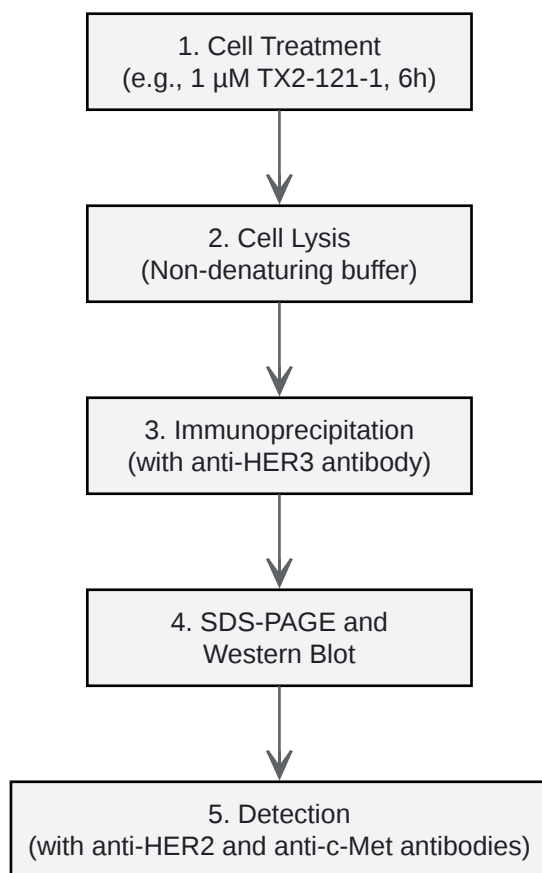 1. Cell Treatment
(e.g., 1 µM TX2-121-1, 6h)
2. Cell Lysis
(Non-denaturing buffer)
3. Immunoprecipitation
(with anti-HER3 antibody)
4. SDS-PAGE and
Western Blot
5. Detection
(with anti-HER2 and anti-c-Met antibodies)